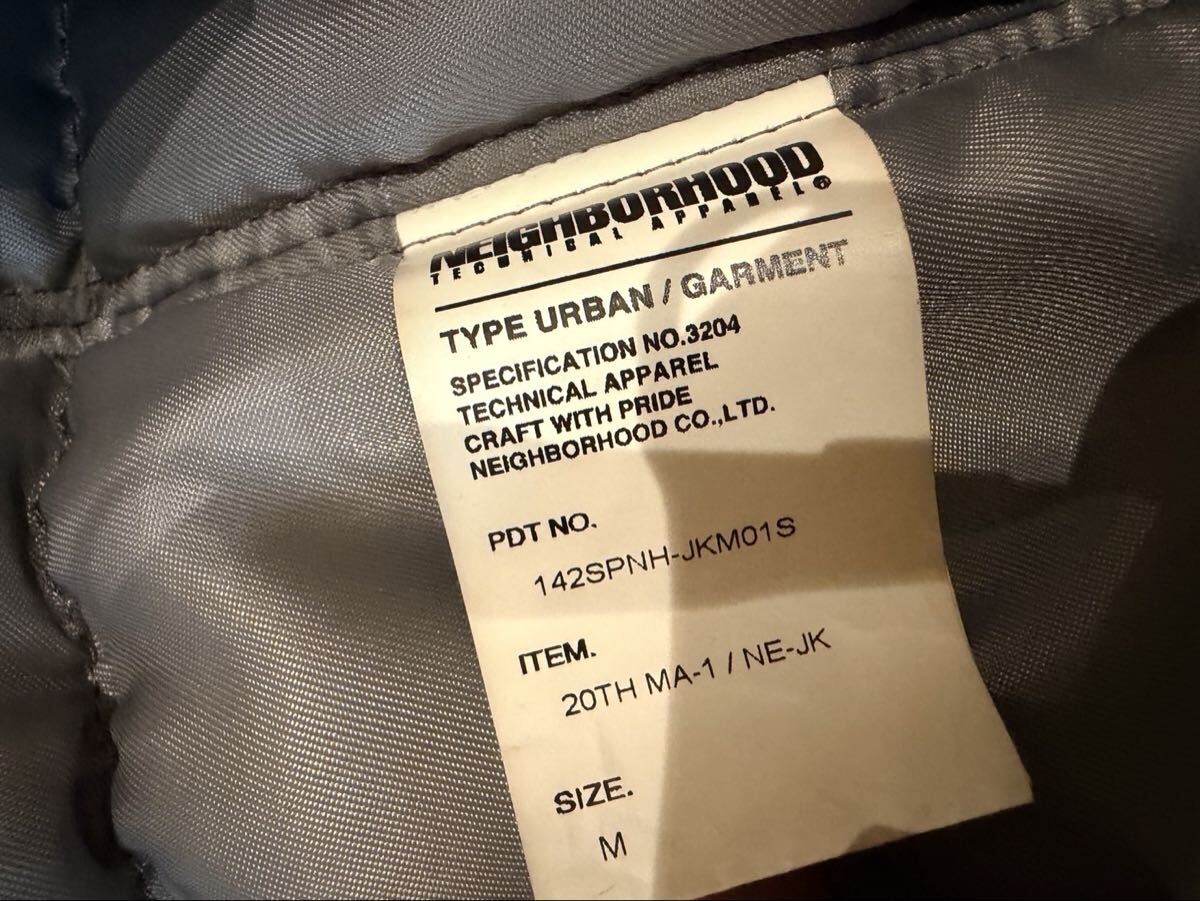 NEIGHBORHOOD
TECHNICAL APPAREL®
TYPE URBAN / GARMENT
SPECIFICATION NO.3204
TECHNICAL APPAREL
CRAFT WITH PRIDE
NEIGHBORHOOD CO.,LTD.
PDT NO.
142SPNH-JKM01S
ITEM.
20TH MA-1 / NE-JK
SIZE.
M